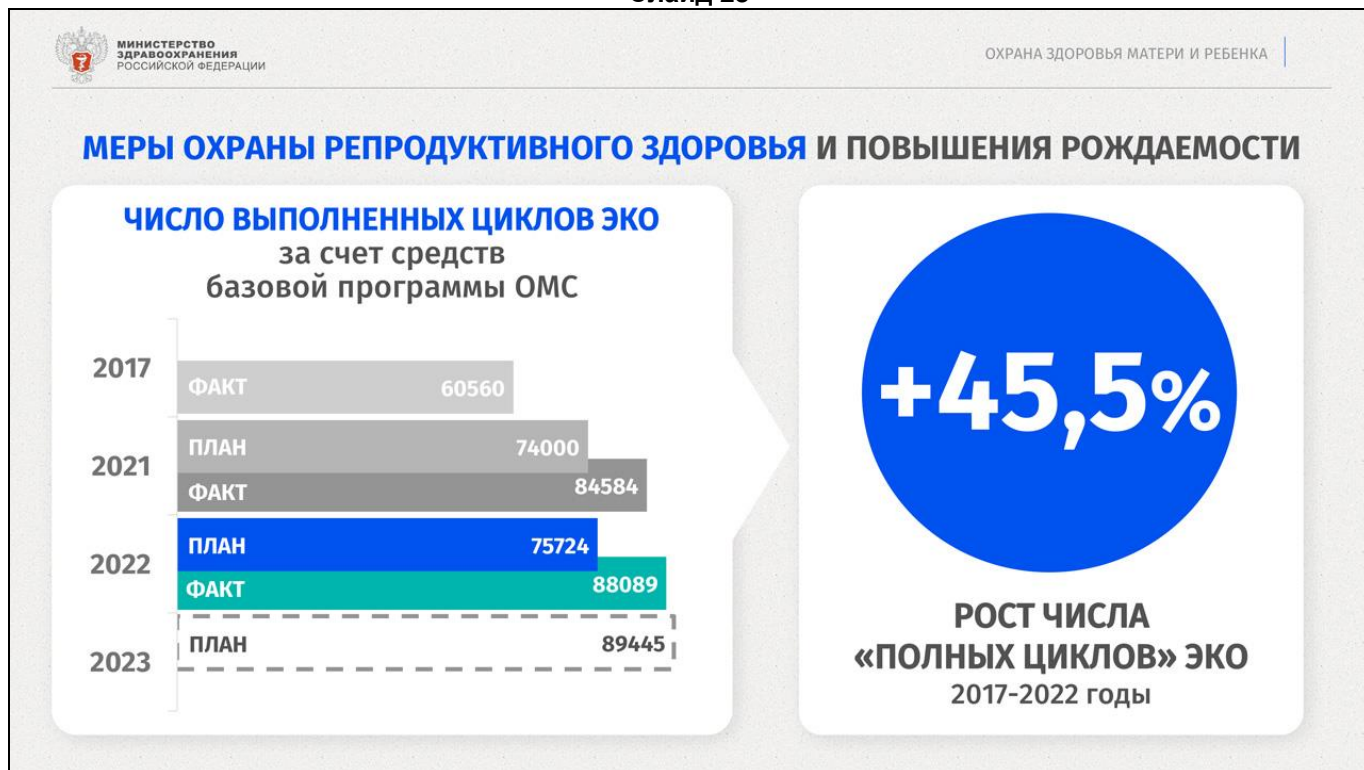 МИНИСТЕРСТВО
ЗДРАВООХРАНЕНИЯ
РОССИЙСКОЙ ФЕДЕРАЦИИ
ОХРАНА ЗДОРОВЬЯ МАТЕРИ И РЕБЕНКА
МЕРЫ ОХРАНЫ РЕПРОДУКТИВНОГО ЗДОРОВЬЯ И ПОВЫШЕНИЯ РОЖДАЕМОСТИ
ЧИСЛО ВЫПОЛНЕННЫХ ЦИКЛОВ ЭКО
за счет средств
базовой программы ОМС
2017
ФАКТ 60560
2021
ПЛАН 74000
ФАКТ 84584
2022
ПЛАН 75724
ФАКТ 88089
2023
ПЛАН 89445
+45,5%
РОСТ ЧИСЛА
«ПОЛНЫХ ЦИКЛОВ» ЭКО
2017-2022 годы